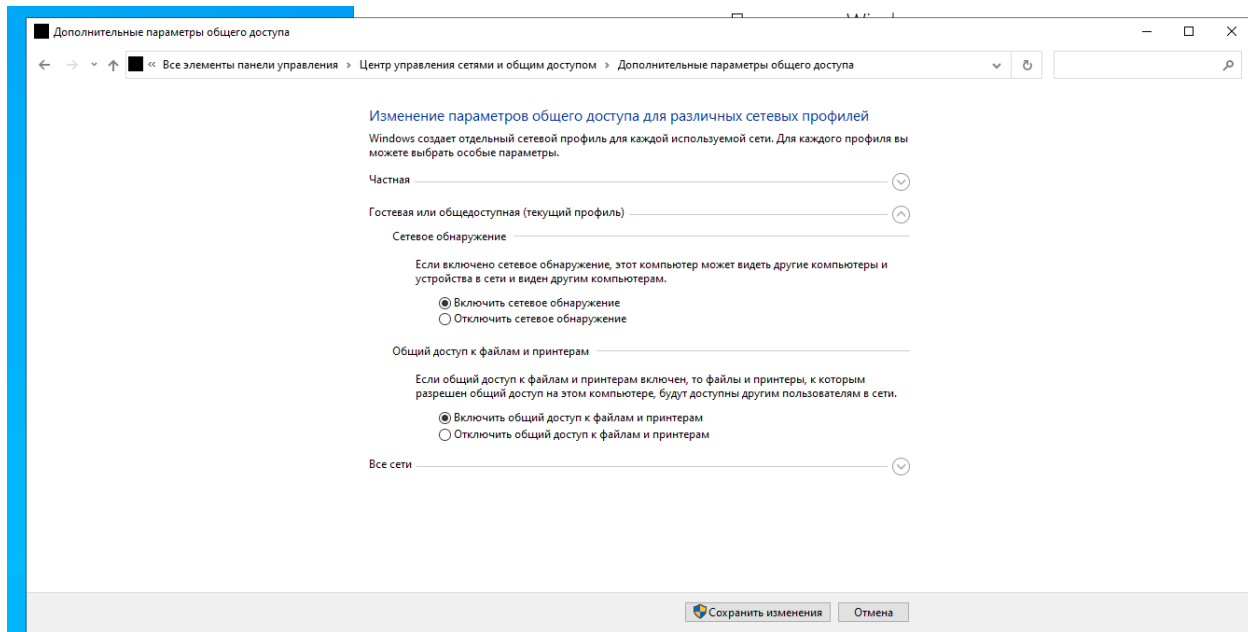 Дополнительные параметры общего доступа
« Все элементы панели управления > Центр управления сетями и общим доступом > Дополнительные параметры общего доступа
Изменение параметров общего доступа для различных сетевых профилей
Windows создает отдельный сетевой профиль для каждой используемой сети. Для каждого профиля вы
можете выбрать особые параметры.
Частная
Гостевая или общедоступная (текущий профиль)
Сетевое обнаружение
Если включено сетевое обнаружение, этот компьютер может видеть другие компьютеры и
устройства в сети и виден другим компьютерам.
Включить сетевое обнаружение
Отключить сетевое обнаружение
Общий доступ к файлам и принтерам
Если общий доступ к файлам и принтерам включен, то файлы и принтеры, к которым
разрешен общий доступ на этом компьютере, будут доступны другим пользователям в сети.
Включить общий доступ к файлам и принтерам
Отключить общий доступ к файлам и принтерам
Все сети
Сохранить изменения
Отмена